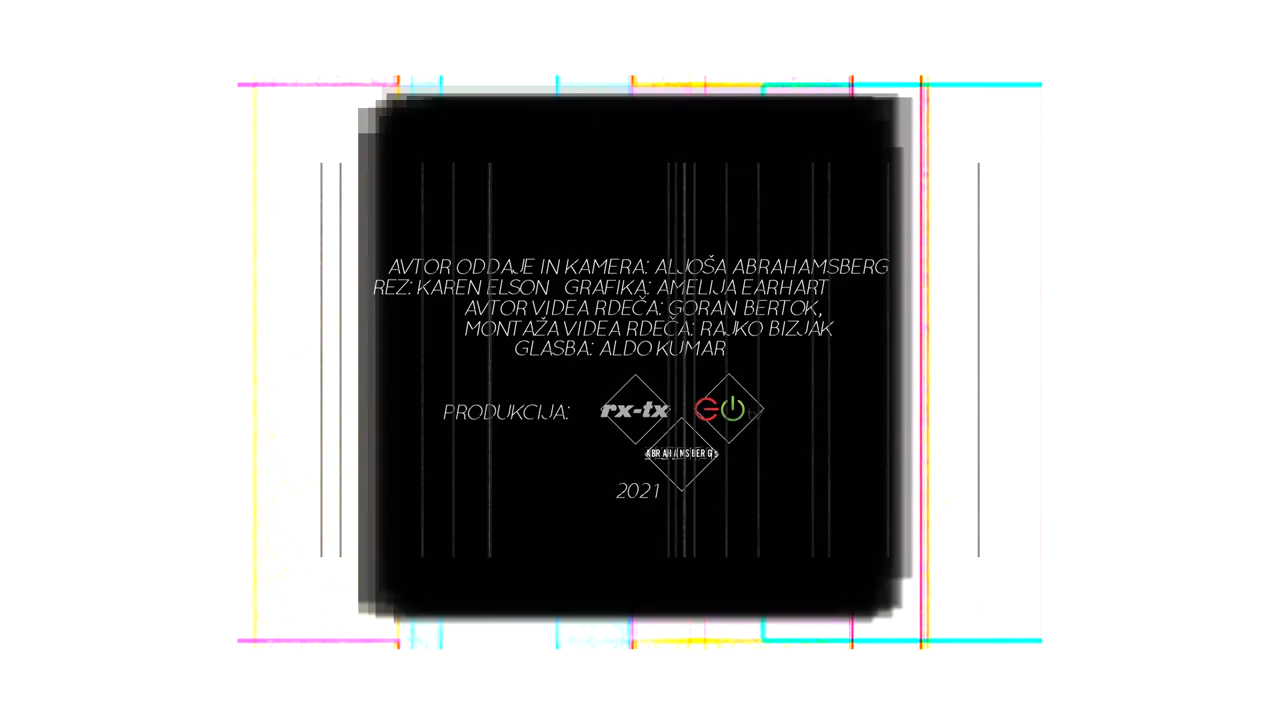 AVTOR ODDAJE IN KAMERA: ALJOŠA ABRAHAMSBERG
REZ: KAREN ELSON GRAFIKA: AMELIJA EARHART
AVTOR VIDEA RDEČA: GORAN BERTOK,
MONTAŽA VIDEA RDEČA: RAJKO BIZJAK
GLASBA: ALDO KUMAR
PRODUKCIJA: rx-tx
ABRAHAMSBERGs
2021